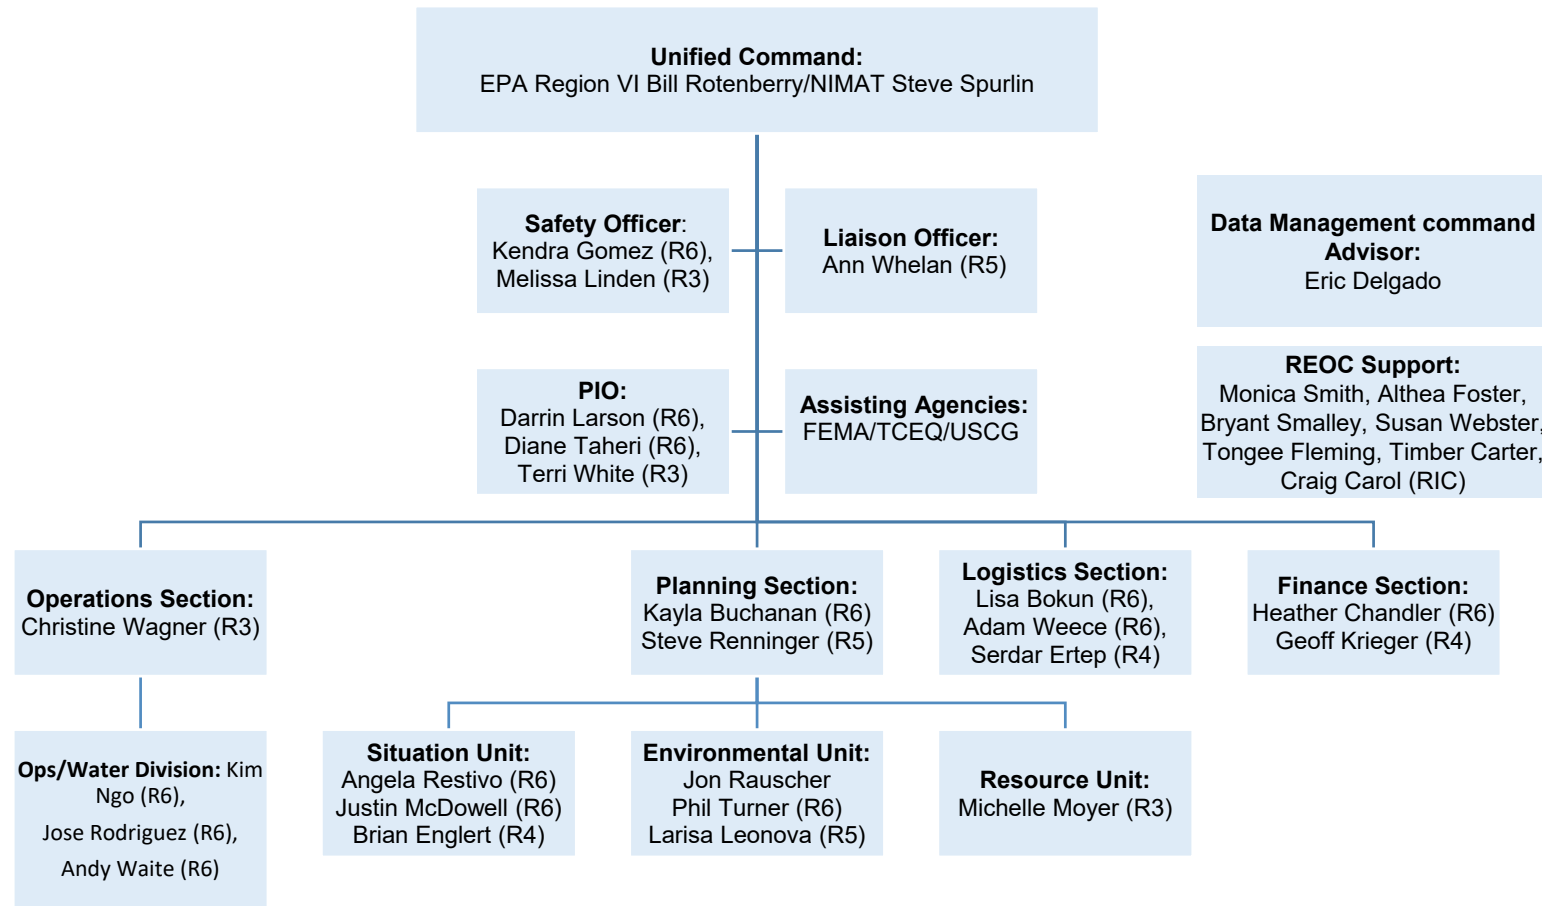 Unified Command:
EPA Region VI Bill Rotenberry/NIMAT Steve Spurlin
Safety Officer:
Kendra Gomez (R6),
Melissa Linden (R3)
Liaison Officer:
Ann Whelan (R5)
Data Management command
Advisor:
Eric Delgado
PIO:
Darrin Larson (R6),
Diane Taheri (R6),
Terri White (R3)
Assisting Agencies:
FEMA/TCEQ/USCG
REOC Support:
Monica Smith, Althea Foster,
Bryant Smalley, Susan Webster,
Tongee Fleming, Timber Carter,
Craig Carol (RIC)
Operations Section:
Christine Wagner (R3)
Planning Section:
Kayla Buchanan (R6)
Steve Renninger (R5)
Logistics Section:
Lisa Bokun (R6),
Adam Weece (R6),
Serdar Ertep (R4)
Finance Section:
Heather Chandler (R6)
Geoff Krieger (R4)
Ops/Water Division: Kim
Ngo (R6),
Jose Rodriguez (R6),
Andy Waite (R6)
Situation Unit:
Angela Restivo (R6)
Justin McDowell (R6)
Brian Englert (R4)
Environmental Unit:
Jon Rauscher
Phil Turner (R6)
Larisa Leonova (R5)
Resource Unit:
Michelle Moyer (R3)